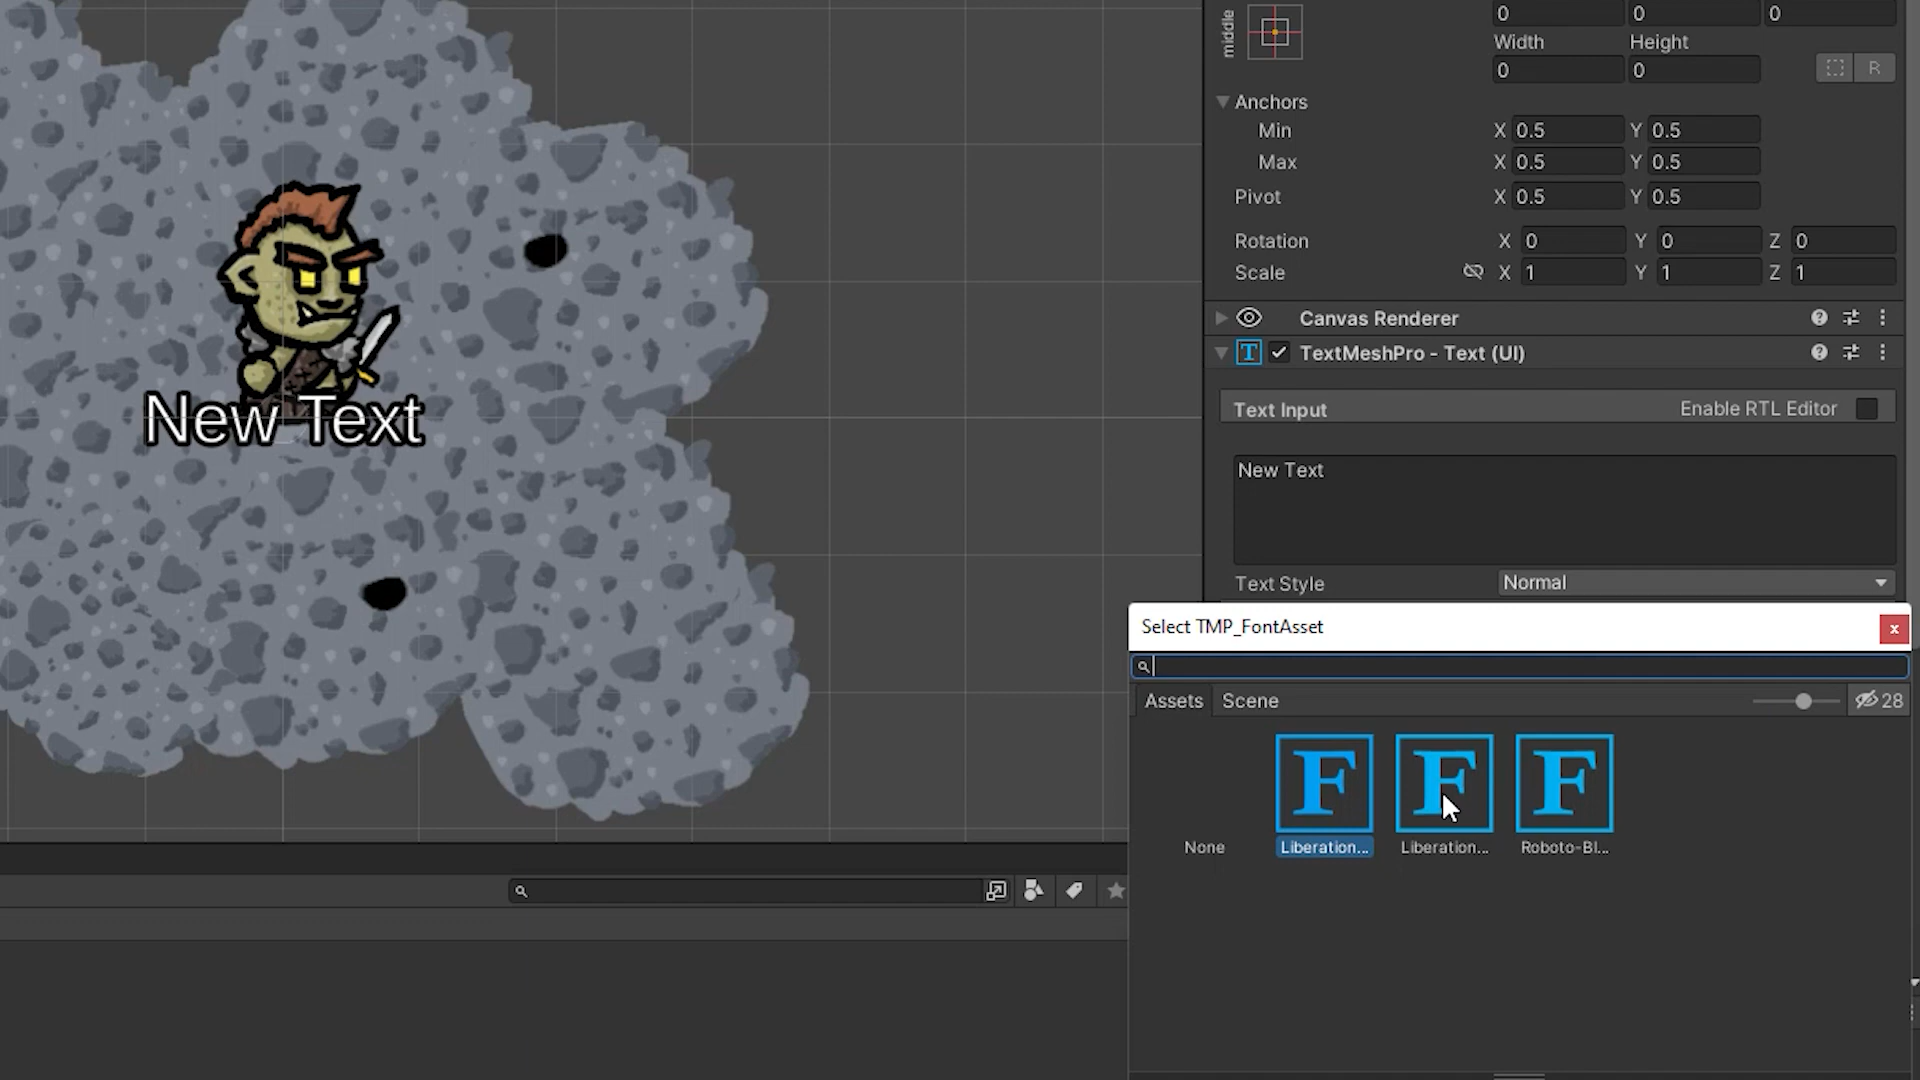 middle
0 0 0
Width Height
0 0 R
Anchors
Min X 0.5 Y 0.5
Max X 0.5 Y 0.5
Pivot X 0.5 Y 0.5
Rotation X 0 Y 0 Z 0
Scale X 1 Y 1 Z 1
Canvas Renderer
T TextMeshPro - Text (UI)
Text Input Enable RTL Editor
New Text
New Text
Text Style Normal
Select TMP_FontAsset x
Assets Scene 28
F F F
None Liberation... Liberation... Roboto-Bl...